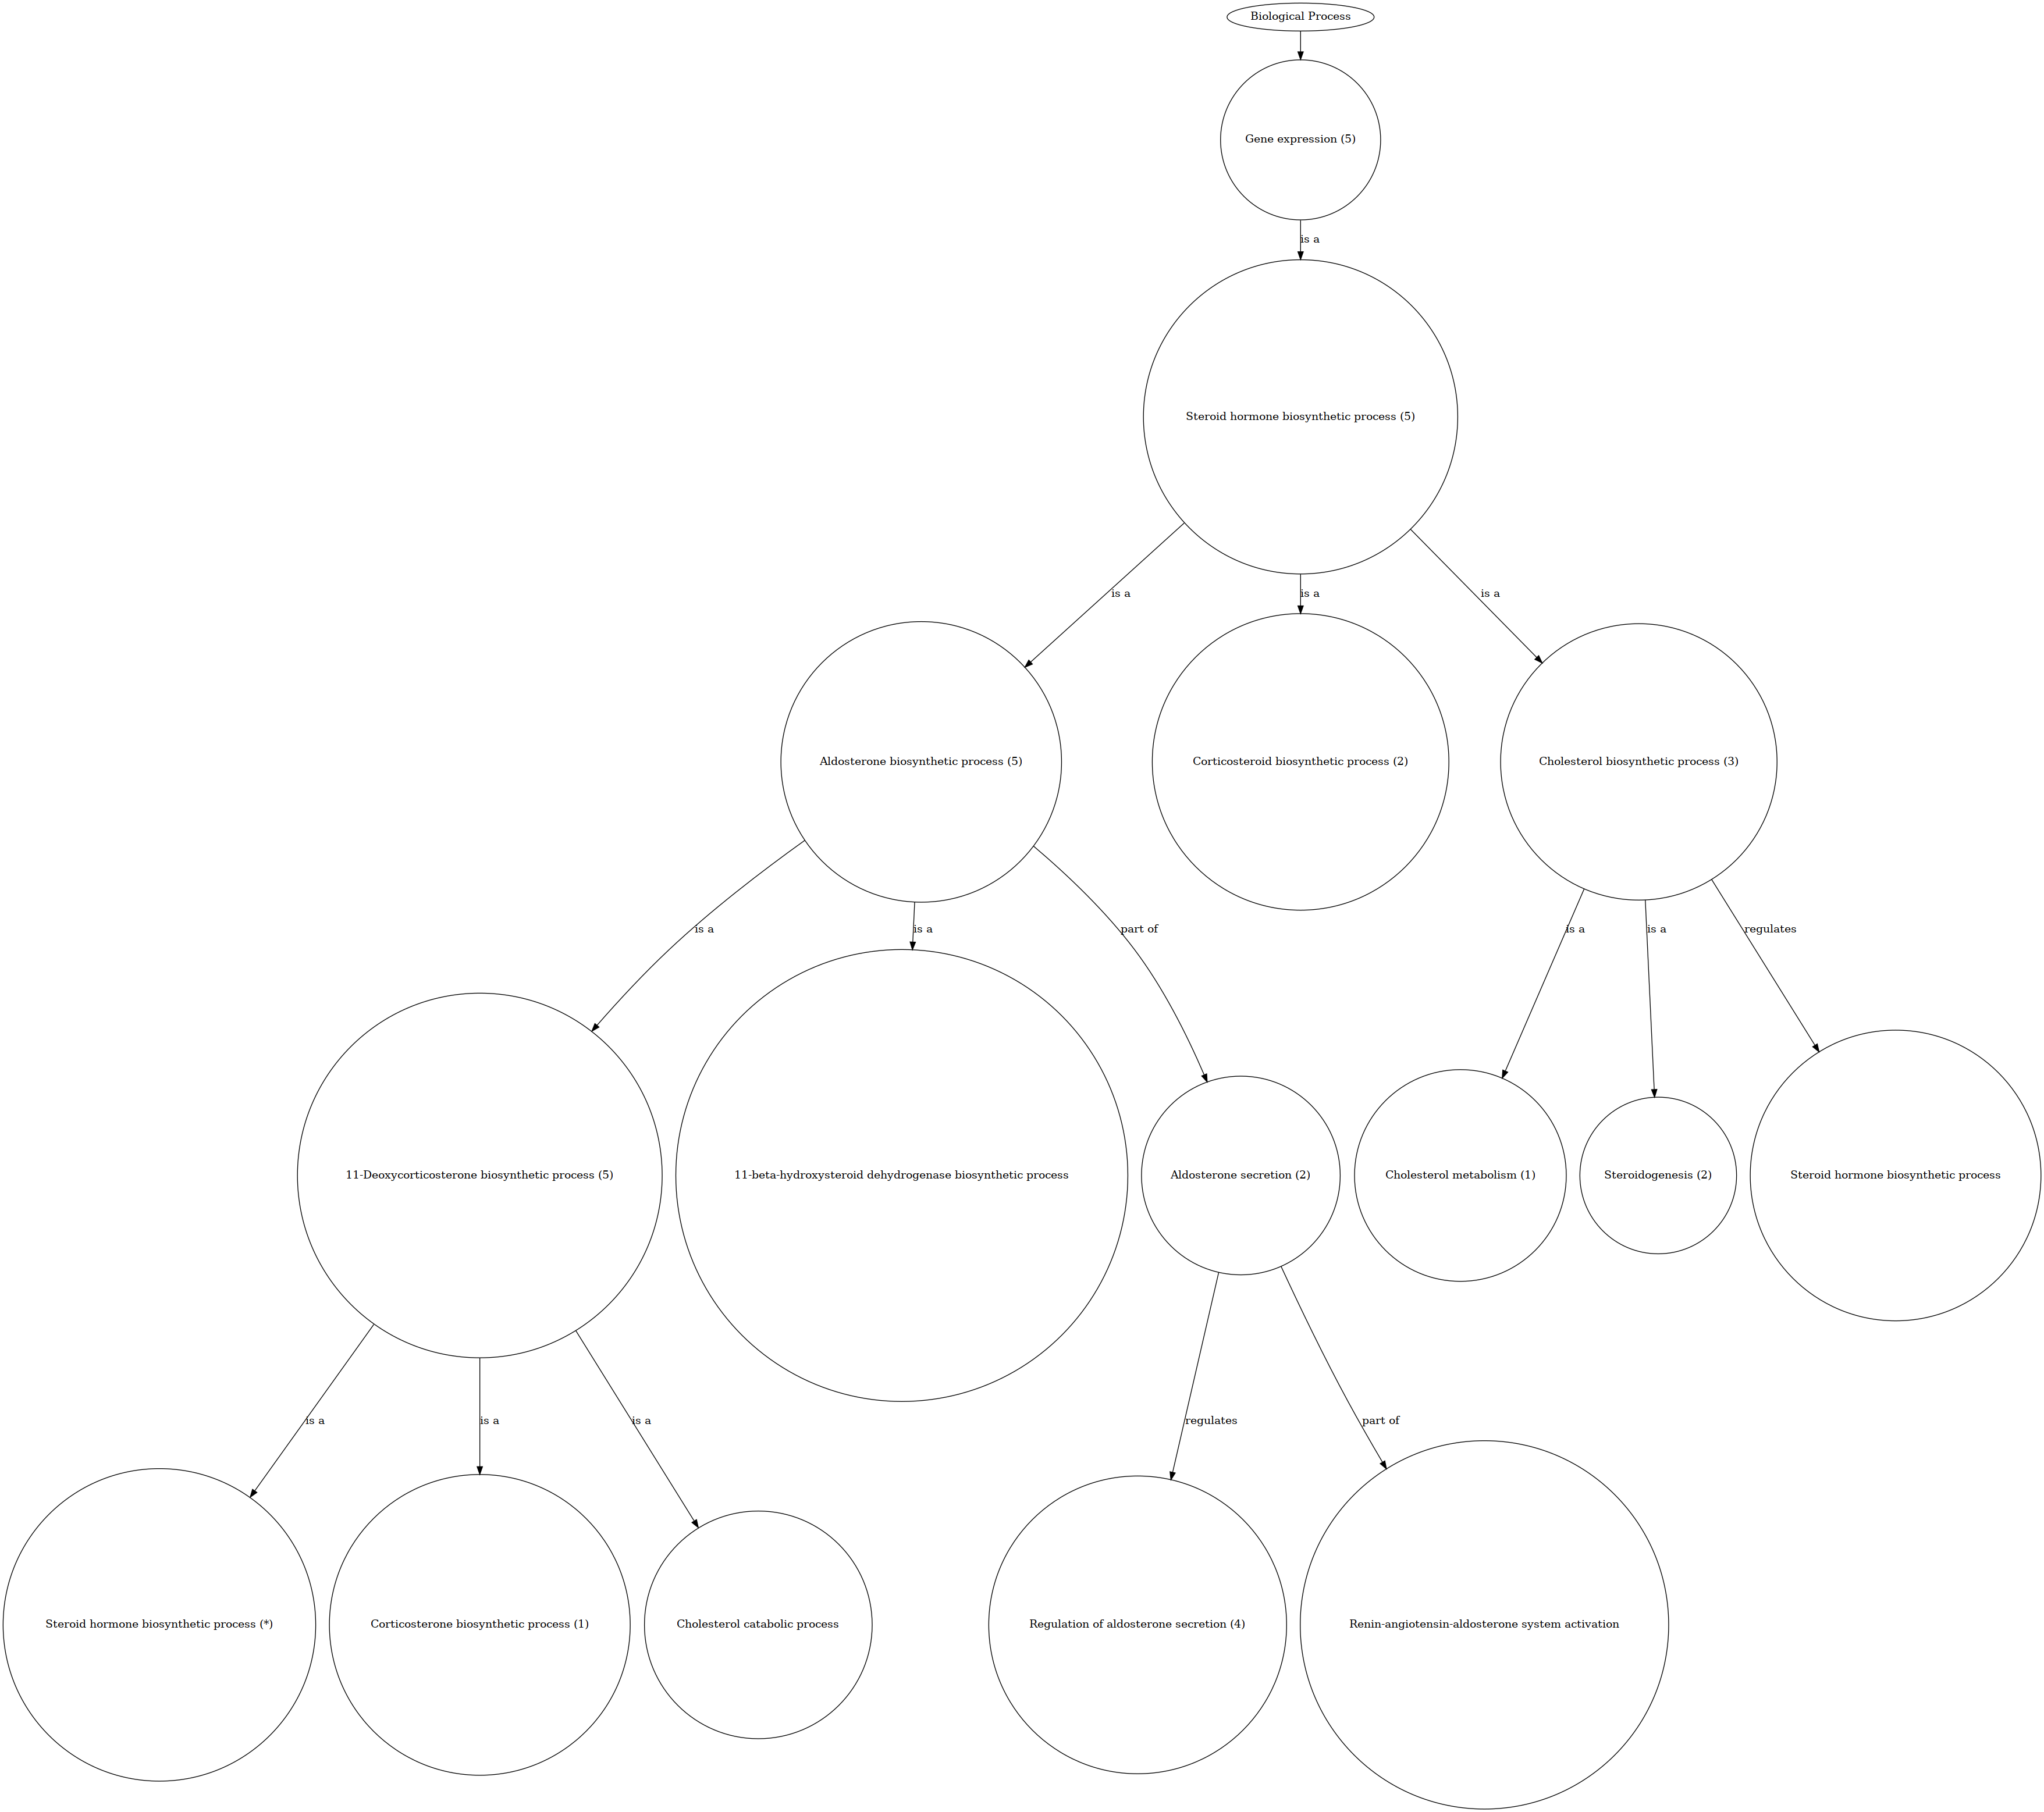 Biological Process
Gene expression (5)
is a
Steroid hormone biosynthetic process (5)
is a
is a
is a
Aldosterone biosynthetic process (5)
Corticosteroid biosynthetic process (2)
Cholesterol biosynthetic process (3)
is a
is a
part of
is a
is a
regulates
11-Deoxycorticosterone biosynthetic process (5)
11-beta-hydroxysteroid dehydrogenase biosynthetic process
Aldosterone secretion (2)
Cholesterol metabolism (1)
Steroidogenesis (2)
Steroid hormone biosynthetic process
is a
is a
is a
regulates
part of
Steroid hormone biosynthetic process (*)
Corticosterone biosynthetic process (1)
Cholesterol catabolic process
Regulation of aldosterone secretion (4)
Renin-angiotensin-aldosterone system activation